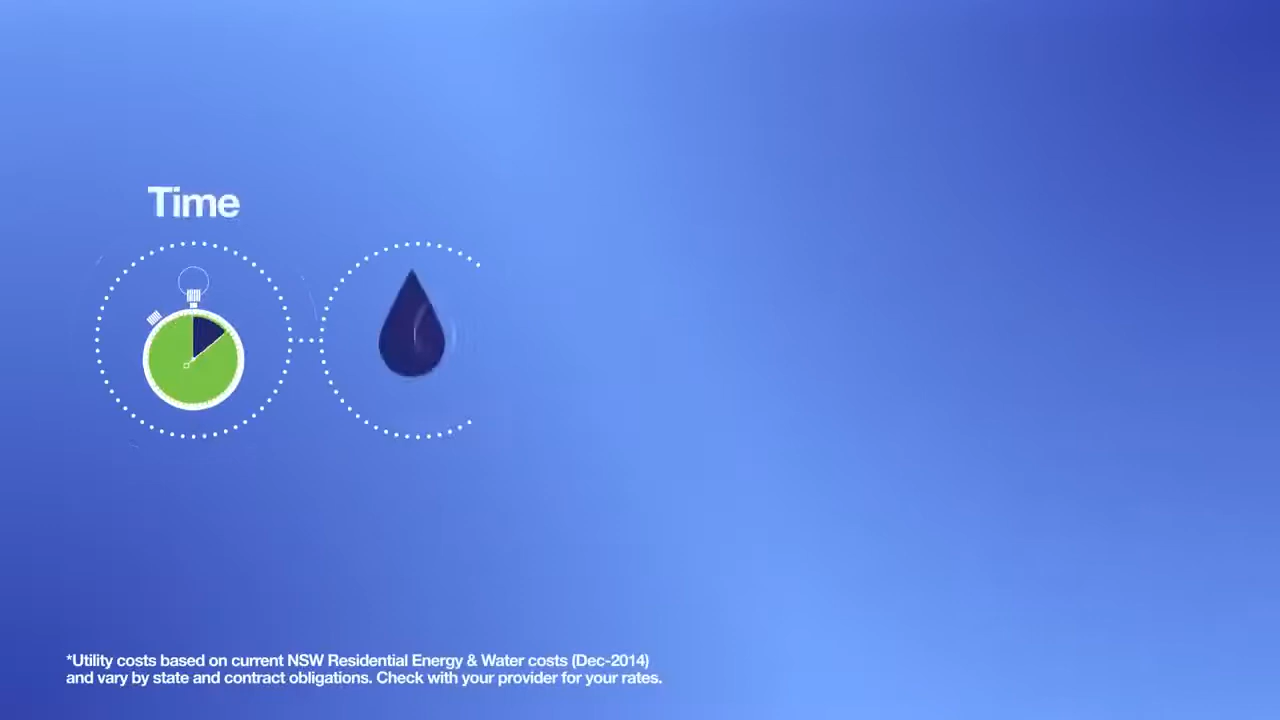 Time
*Utility costs based on current NSW Residential Energy & Water costs (Dec-2014)
and vary by state and contract obligations. Check with your provider for your rates.